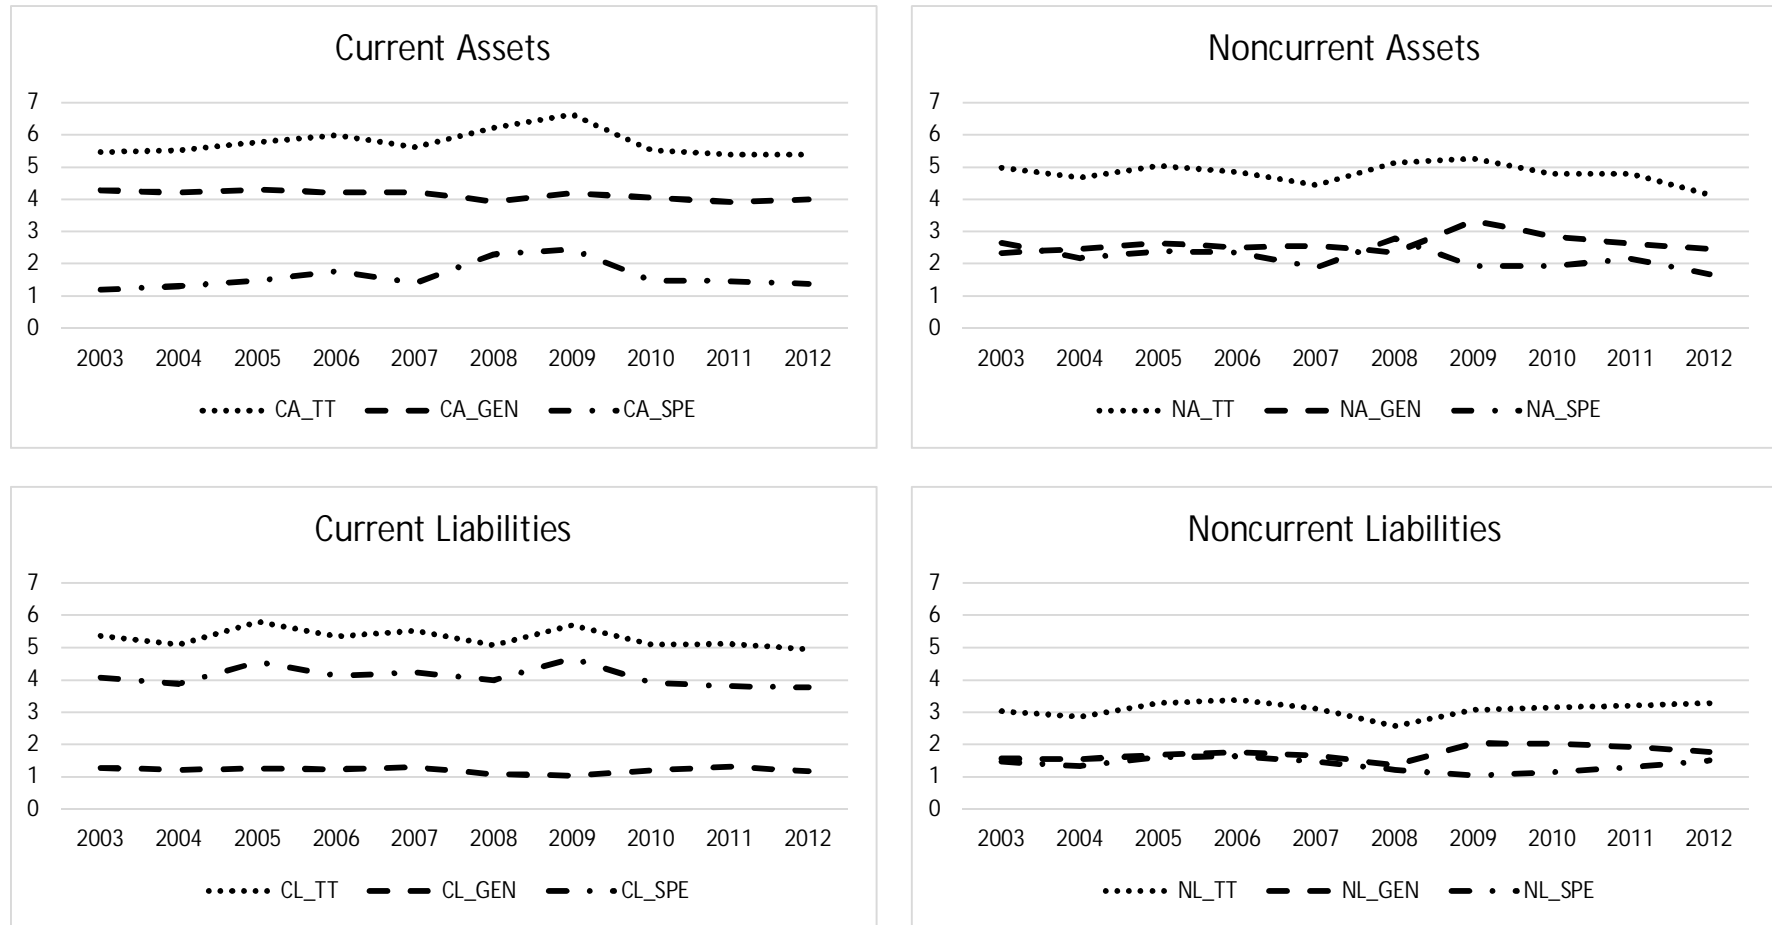 Current Assets
7
6
5
4
3
2
1
0
2003 2004 2005 2006 2007 2008 2009 2010 2011 2012
CA_TT CA_GEN CA_SPE
Noncurrent Assets
7
6
5
4
3
2
1
0
2003 2004 2005 2006 2007 2008 2009 2010 2011 2012
NA_TT NA_GEN NA_SPE
Current Liabilities
7
6
5
4
3
2
1
0
2003 2004 2005 2006 2007 2008 2009 2010 2011 2012
CL_TT CL_GEN CL_SPE
Noncurrent Liabilities
7
6
5
4
3
2
1
0
2003 2004 2005 2006 2007 2008 2009 2010 2011 2012
NL_TT NL_GEN NL_SPE